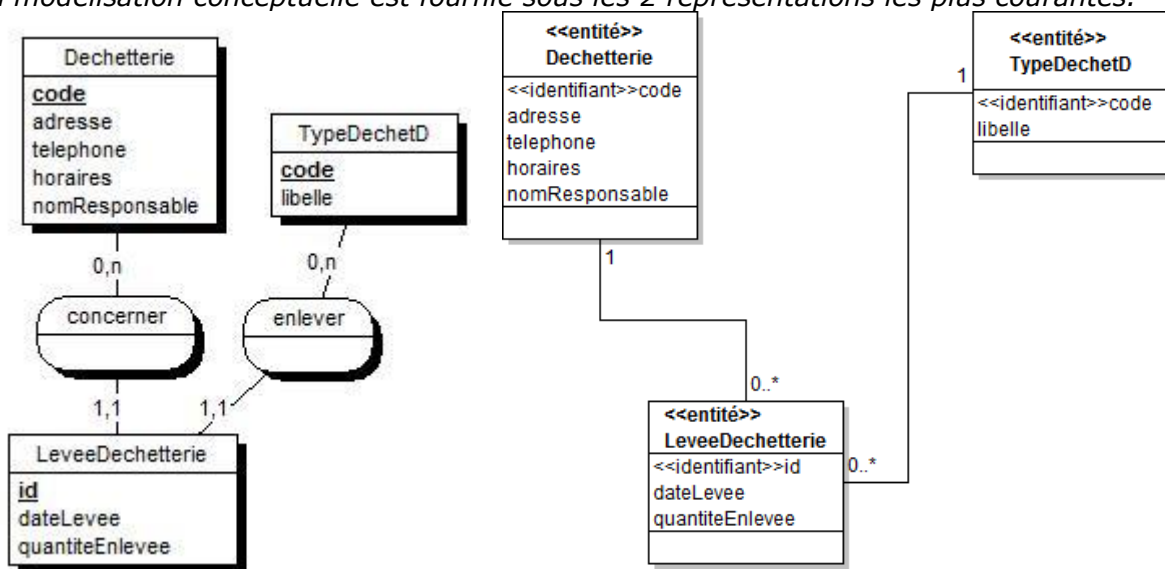 modélisation conceptuelle est fournie sous les 2 représentations les plus courantes.
Dechetterie
code
adresse
telephone
horaires
nomResponsable
TypeDechetD
code
libelle
0,n
0,n
concerner
enlever
1,1
1,1
LeveeDechetterie
id
dateLevee
quantiteEnlevee
<<entité>>
Dechetterie
<<identifiant>>code
adresse
telephone
horaires
nomResponsable
1
<<entité>>
TypeDechetD
<<identifiant>>code
libelle
1
0..*
<<entité>>
LeveeDechetterie
<<identifiant>>id
dateLevee
quantiteEnlevee
0..*